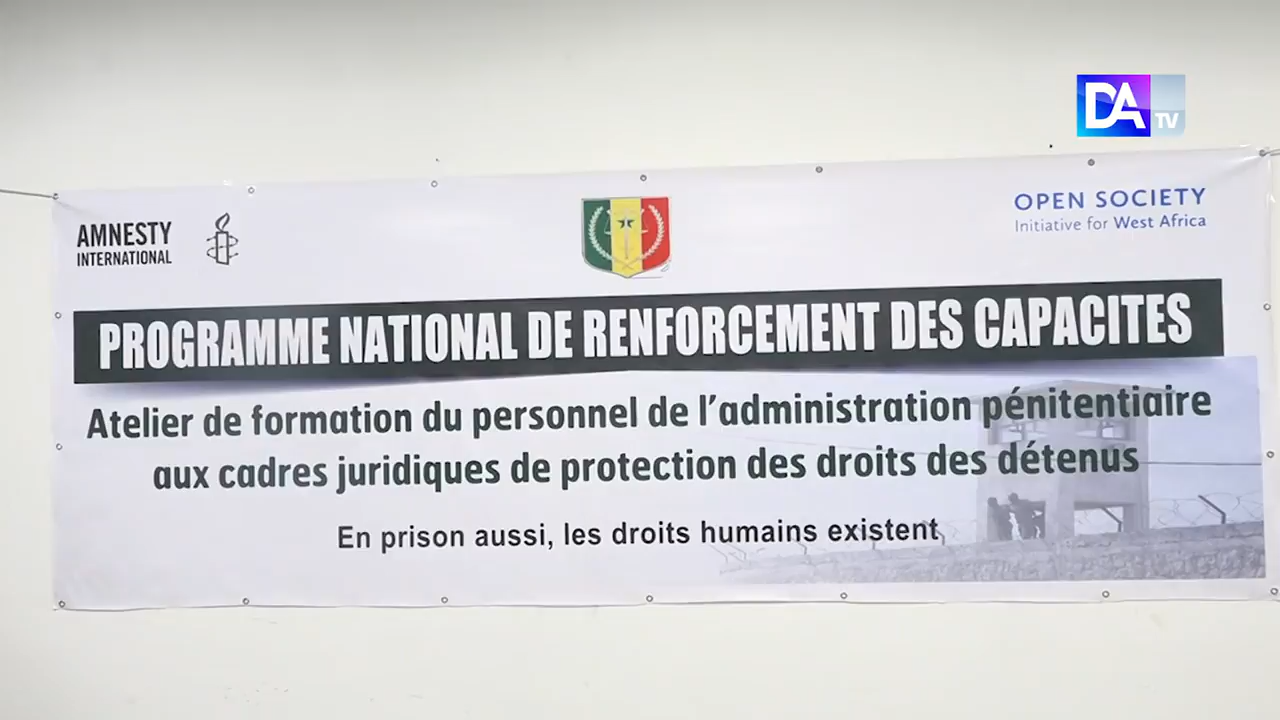 DA TV
AMNESTY
INTERNATIONAL
OPEN SOCIETY
Initiative for West Africa
PROGRAMME NATIONAL DE RENFORCEMENT DES CAPACITES
Atelier de formation du personnel de l'administration pénitentiaire
aux cadres juridiques de protection des droits des détenus
En prison aussi, les droits humains existent